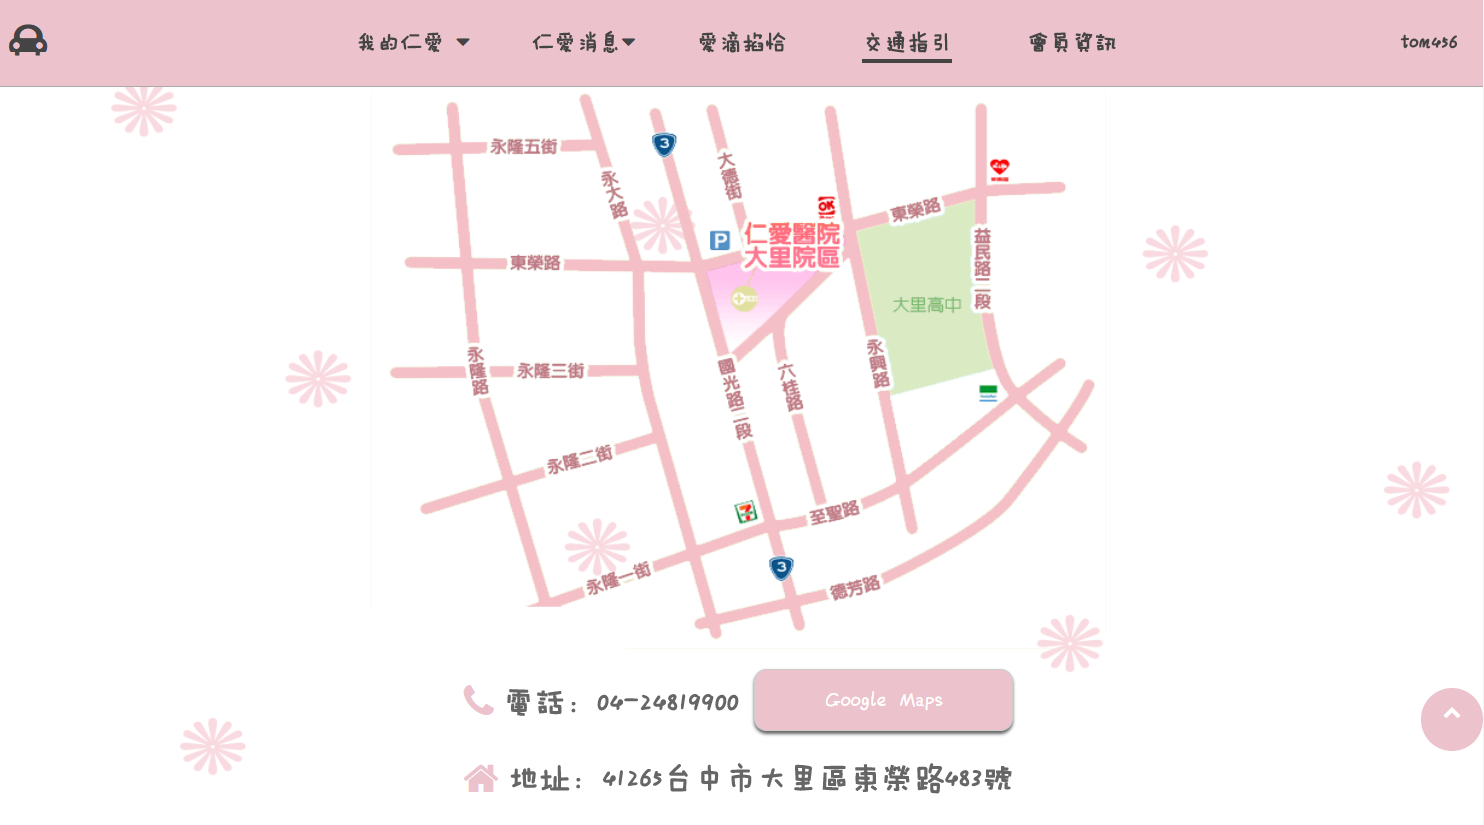 我的仁愛
仁愛消息
愛滴掐恰
交通指引
會員資訊
tom456
永隆五街
永大路
3
大德街
OK
東榮路
P
仁愛醫院
大里院區
益民路二段
東榮路
大里高中
永隆路
永隆三街
國光路二段
六桂路
永興路
永隆二街
7
至聖路
永隆一街
3
德芳路
電話: 04-24819900
Google Maps
地址: 41265台中市大里區東榮路483號